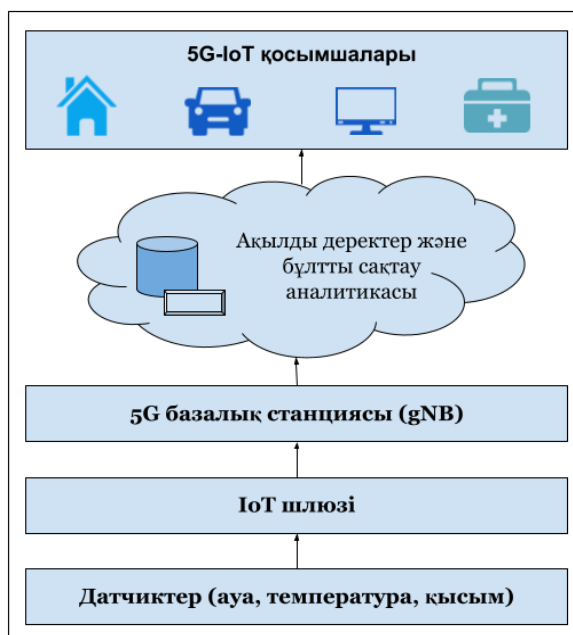 5G-IoT қосымшалары
Ақылды деректер және
бұлтты сақтау
аналитикасы
5G базалық станциясы (gNB)
IoT шлюзі
Датчиктер (ауа, температура, қысым)